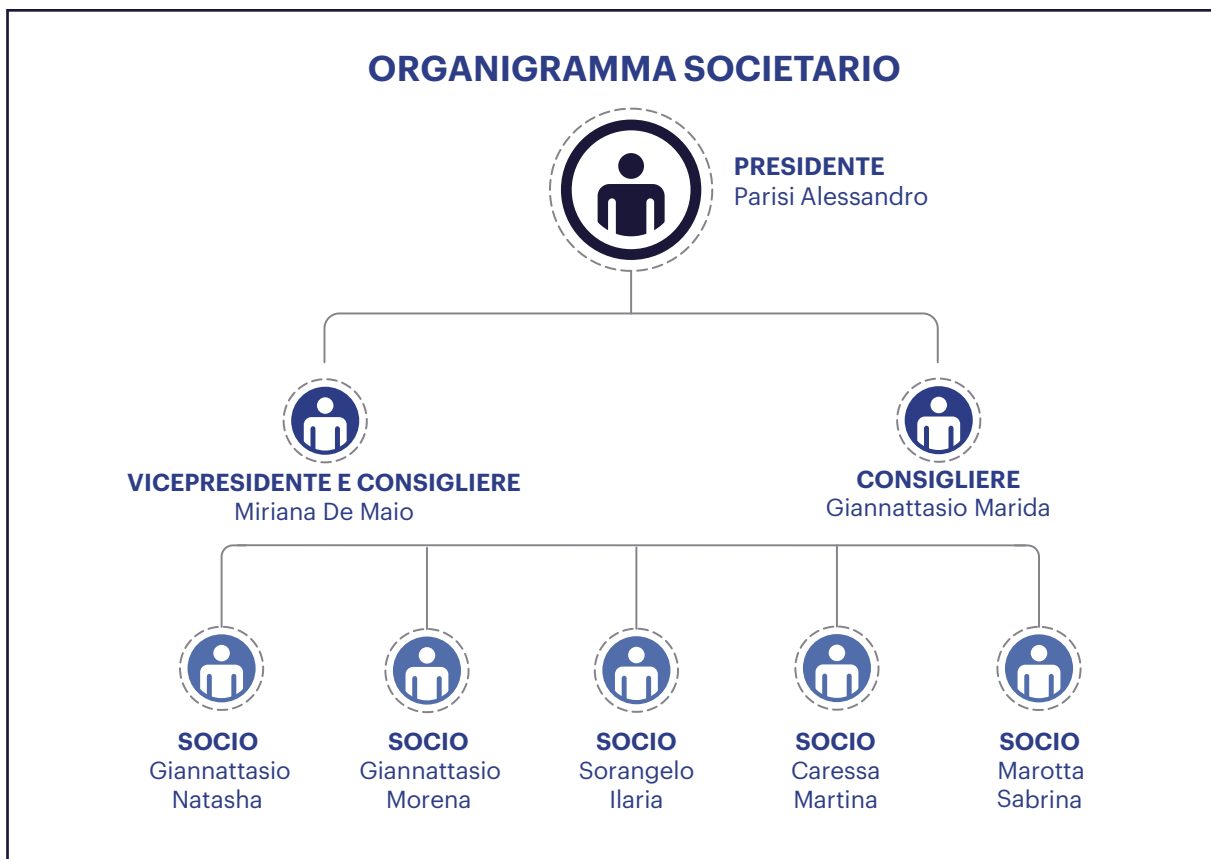 ORGANIGRAMMA SOCIETARIO
PRESIDENTE
Parisi Alessandro
VICEPRESIDENTE E CONSIGLIERE
Miriana De Maio
CONSIGLIERE
Giannattasio Marida
SOCIO
Giannattasio
Natasha
SOCIO
Giannattasio
Morena
SOCIO
Sorangelo
Ilaria
SOCIO
Caressa
Martina
SOCIO
Marotta
Sabrina